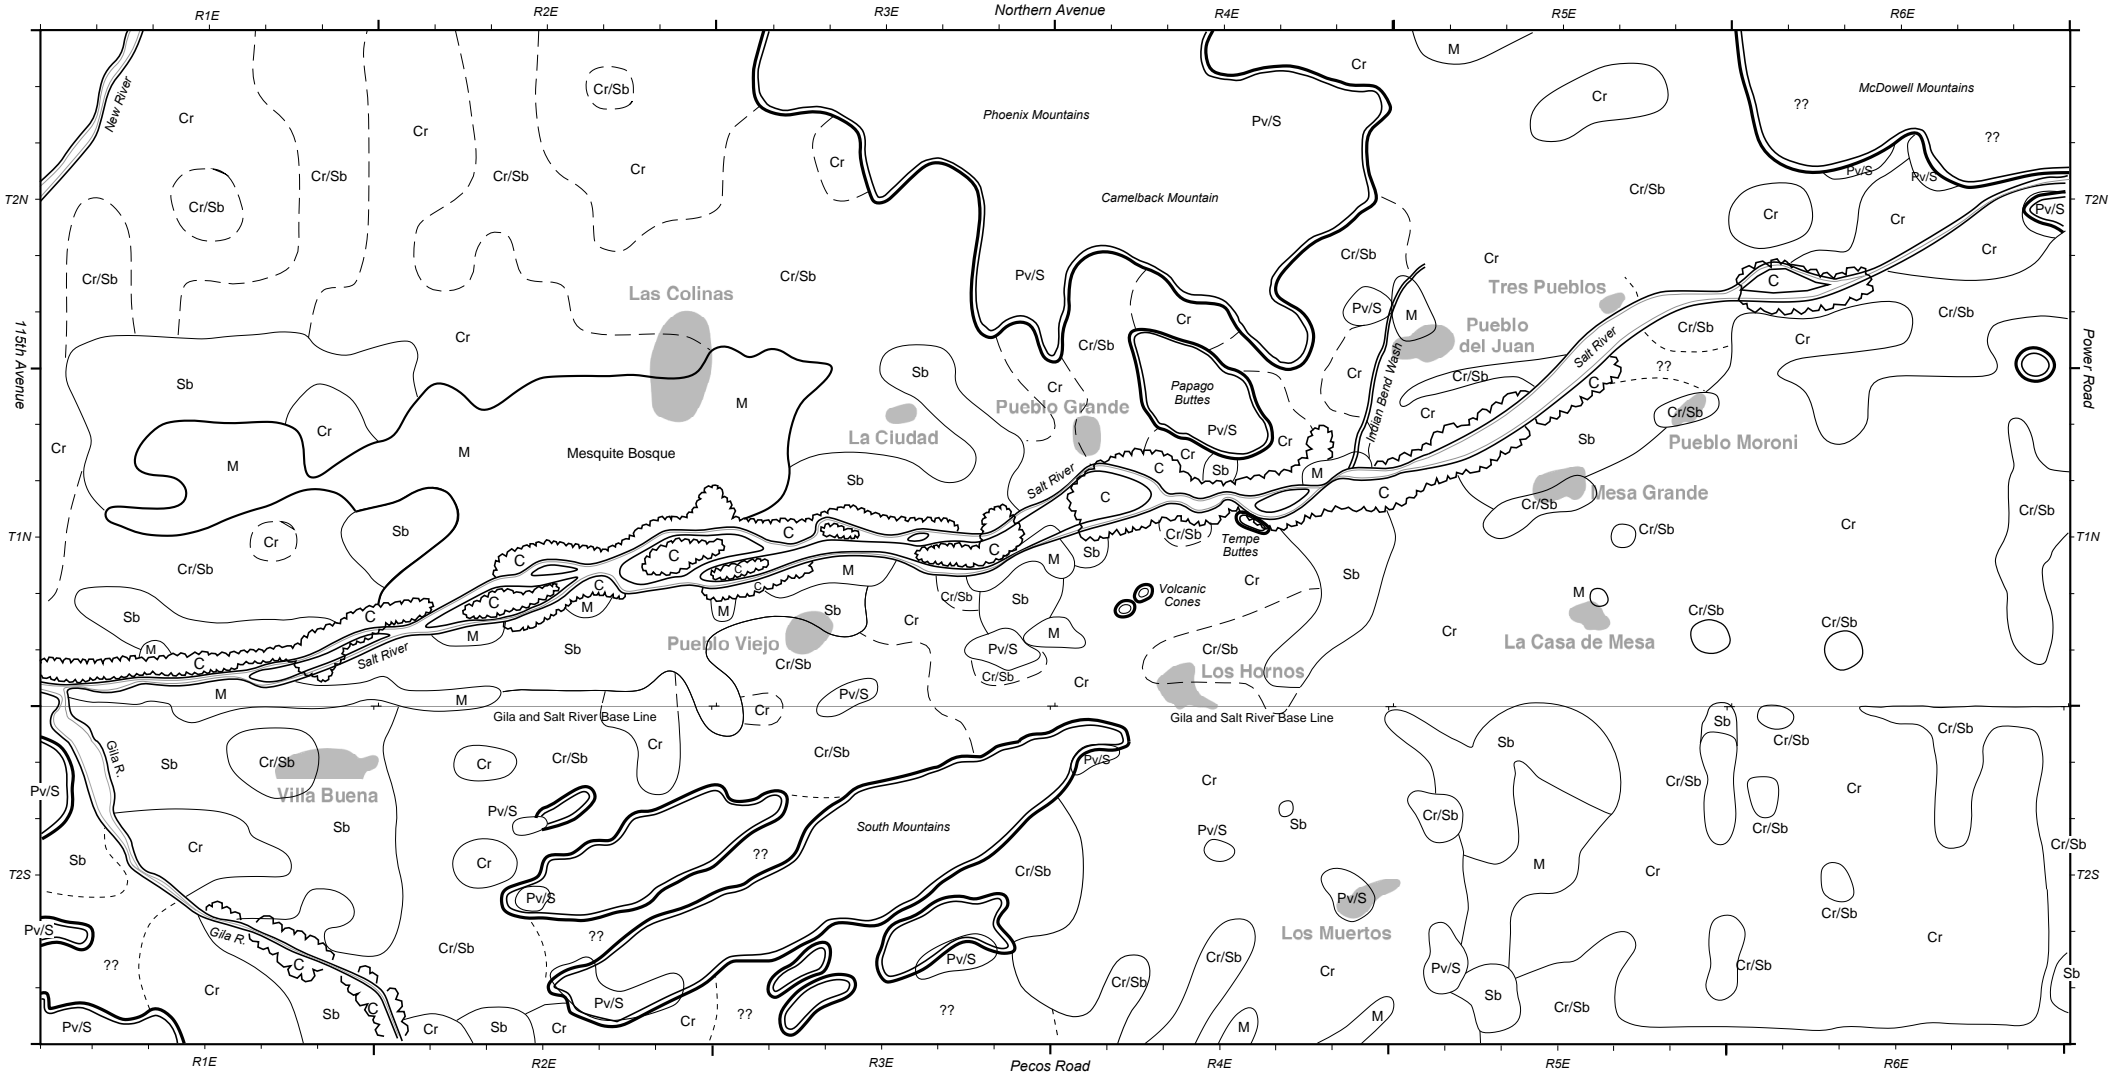 R1E
R2E
R3E
Northern Avenue
R4E
R5E
R6E
M
Cr
McDowell Mountains
Cr/Sb
Cr
??
New River
Phoenix Mountains
Pv/S
Cr
Cr
??
Cr
Cr
Pv/S
Pv/S
Cr/Sb
Cr/Sb
Cr/Sb
T2N
Camelback Mountain
T2N
Cr/Sb
Cr
Cr
Pv/S
Cr/Sb
Cr
Cr
Cr/Sb
Cr/Sb
Pv/S
C
Las Colinas
Tres Pueblos
115th Avenue
Cr
Pv/S
M
Cr
Pueblo
del Juan
Cr/Sb
Cr/Sb
Power Road
Cr/Sb
Salt River
Cr
Sb
Sb
Cr
Papago
Buttes
Cr
Indian Bend Wash
Cr/Sb
C
??
M
Pueblo Grande
Cr
Cr/Sb
La Ciudad
Pv/S
Cr
Pueblo Moroni
Cr
Cr
M
M
Mesquite Bosque
Sb
Salt River
C
Cr
Sb
M
Sb
C
C
Mesa Grande
Cr/Sb
Cr/Sb
T1N
Cr
Sb
C
Cr/Sb
Tempe
Buttes
Cr/Sb
Cr
T1N
Cr/Sb
C
C
C
C
M
M
Sb
Cr
Sb
Sb
C
C
C
M
C
M
Sb
Cr/Sb
Sb
Volcanic
Cones
M
Cr/Sb
Cr/Sb
M
C
Salt River
M
Sb
Pueblo Viejo
Cr/Sb
Cr
M
Pv/S
Cr/Sb
Cr/Sb
Los Hornos
Cr
La Casa de Mesa
M
M
Pv/S
Cr
Cr
Gila and Salt River Base Line
Gila and Salt River Base Line
Gila R.
Sb
Cr/Sb
Villa Buena
Cr
Cr/Sb
Cr
Cr/Sb
Pv/S
Cr
Sb
Sb
Cr/Sb
Cr/Sb
Pv/S
Sb
Pv/S
South Mountains
Pv/S
Sb
Cr/Sb
Cr/Sb
Cr
Cr/Sb
Sb
Cr
Cr
??
Cr/Sb
M
Cr
Cr/Sb
T2S
T2S
Pv/S
Pv/S
Cr/Sb
Los Muertos
Pv/S
Gila R.
??
Cr/Sb
??
Pv/S
Cr/Sb
Cr
Cr/Sb
Cr
C
Cr
Pv/S
Cr/Sb
Pv/S
Sb
Cr/Sb
Sb
Pv/S
Sb
C
Cr
Sb
Cr
Cr
??
??
M
M
R1E
R2E
R3E
Pecos Road
R4E
R5E
R6E